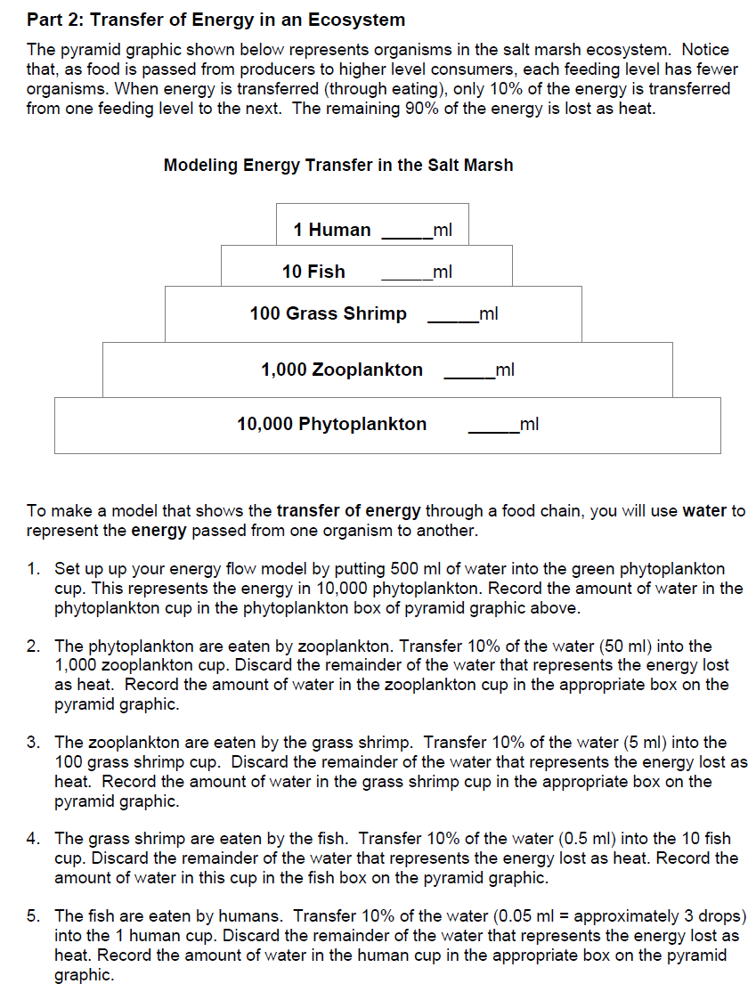 Part 2: Transfer of Energy in an Ecosystem
The pyramid graphic shown below represents organisms in the salt marsh ecosystem. Notice
that, as food is passed from producers to higher level consumers, each feeding level has fewer
organisms. When energy is transferred (through eating), only 10% of the energy is transferred
from one feeding level to the next. The remaining 90% of the energy is lost as heat.
Modeling Energy Transfer in the Salt Marsh
1 Human _____ml
10 Fish _____ml
100 Grass Shrimp _____ml
1,000 Zooplankton _____ml
10,000 Phytoplankton _____ml
To make a model that shows the transfer of energy through a food chain, you will use water to
represent the energy passed from one organism to another.
1. Set up up your energy flow model by putting 500 ml of water into the green phytoplankton
cup. This represents the energy in 10,000 phytoplankton. Record the amount of water in the
phytoplankton cup in the phytoplankton box of pyramid graphic above.
2. The phytoplankton are eaten by zooplankton. Transfer 10% of the water (50 ml) into the
1,000 zooplankton cup. Discard the remainder of the water that represents the energy lost
as heat. Record the amount of water in the zooplankton cup in the appropriate box on the
pyramid graphic.
3. The zooplankton are eaten by the grass shrimp. Transfer 10% of the water (5 ml) into the
100 grass shrimp cup. Discard the remainder of the water that represents the energy lost as
heat. Record the amount of water in the grass shrimp cup in the appropriate box on the
pyramid graphic.
4. The grass shrimp are eaten by the fish. Transfer 10% of the water (0.5 ml) into the 10 fish
cup. Discard the remainder of the water that represents the energy lost as heat. Record the
amount of water in this cup in the fish box on the pyramid graphic.
5. The fish are eaten by humans. Transfer 10% of the water (0.05 ml = approximately 3 drops)
into the 1 human cup. Discard the remainder of the water that represents the energy lost as
heat. Record the amount of water in the human cup in the appropriate box on the pyramid
graphic.